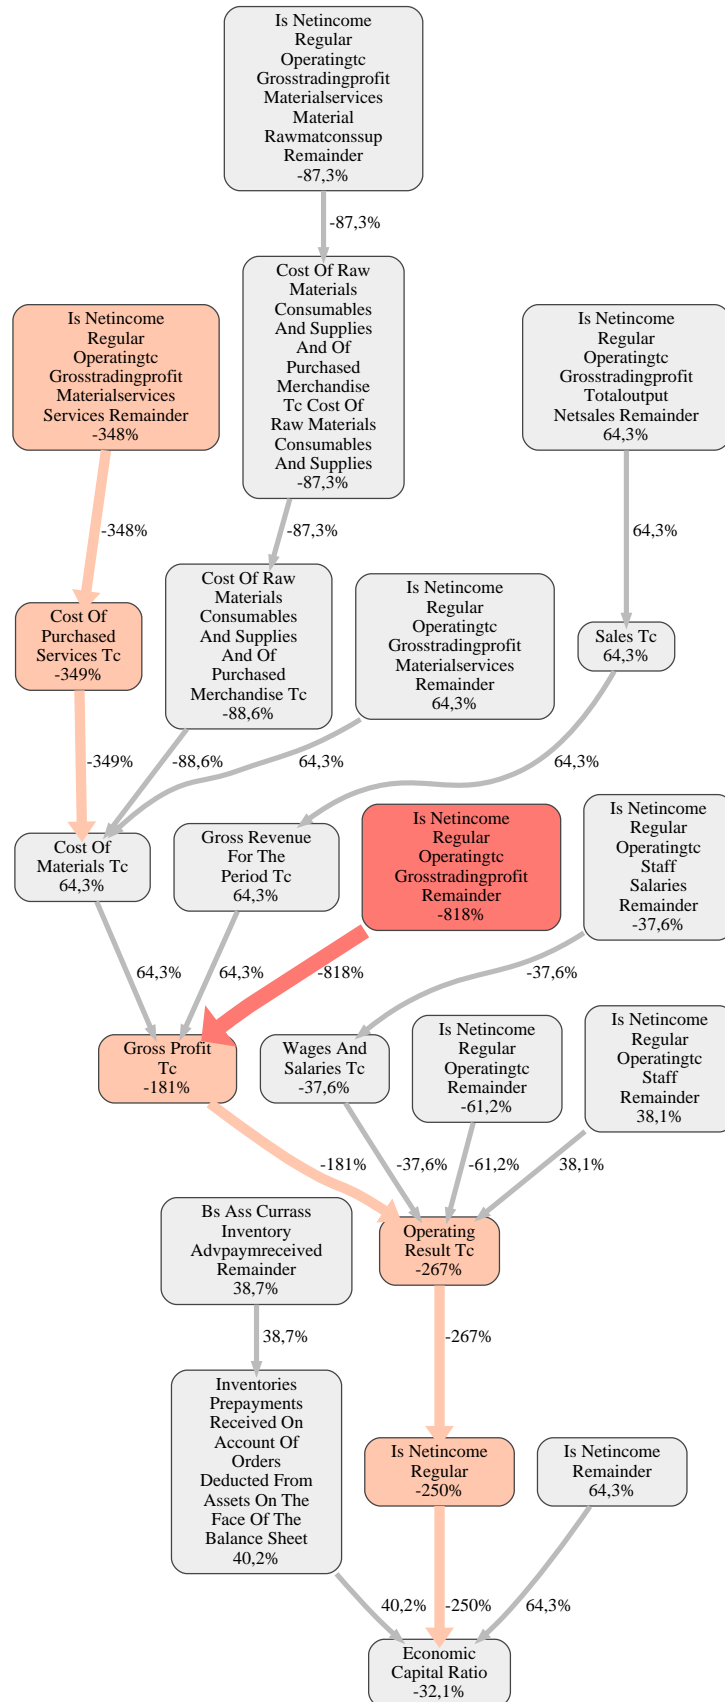 Is Netincome
Regular
Operatingtc
Grosstradingprofit
Materialservices
Material
Rawmatconssup
Remainder
-87,3%
-87,3%
Cost Of Raw
Materials
Consumables
And Supplies
And Of
Purchased
Merchandise
Tc Cost Of
Raw Materials
Consumables
And Supplies
-87,3%
Is Netincome
Regular
Operatingtc
Grosstradingprofit
Materialservices
Services Remainder
-348%
Is Netincome
Regular
Operatingtc
Grosstradingprofit
Totaloutput
Netsales Remainder
64,3%
-348%
-87,3%
64,3%
Cost Of
Purchased
Services Tc
-349%
Cost Of Raw
Materials
Consumables
And Supplies
And Of
Purchased
Merchandise Tc
-88,6%
Is Netincome
Regular
Operatingtc
Grosstradingprofit
Materialservices
Remainder
64,3%
Sales Tc
64,3%
-349%
-88,6%
64,3%
64,3%
Cost Of
Materials Tc
64,3%
Gross Revenue
For The
Period Tc
64,3%
Is Netincome
Regular
Operatingtc
Grosstradingprofit
Remainder
-818%
Is Netincome
Regular
Operatingtc
Staff
Salaries
Remainder
-37,6%
64,3%
64,3%
-818%
-37,6%
Gross Profit
Tc
-181%
Wages And
Salaries Tc
-37,6%
Is Netincome
Regular
Operatingtc
Remainder
-61,2%
Is Netincome
Regular
Operatingtc
Staff
Remainder
38,1%
-181%
-37,6%
-61,2%
38,1%
Bs Ass Currass
Inventory
Advpaymreceived
Remainder
38,7%
Operating
Result Tc
-267%
38,7%
-267%
Inventories
Prepayments
Received On
Account Of
Orders
Deducted From
Assets On The
Face Of The
Balance Sheet
40,2%
Is Netincome
Regular
-250%
Is Netincome
Remainder
64,3%
40,2%
-250%
64,3%
Economic
Capital Ratio
-32,1%